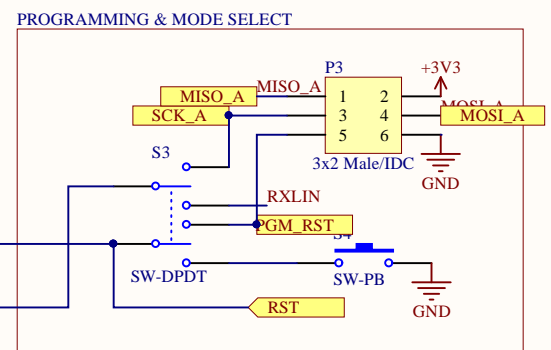 PROGRAMMING & MODE SELECT
P3
+3V3
MISO_A
MISO_A
1
2
MOSI_A
SCK_A
3
4
MOSI_A
5
6
S3
3x2 Male/IDC
GND
RXLIN
PGM_RST
S4
SW-DPDT
SW-PB
RST
GND